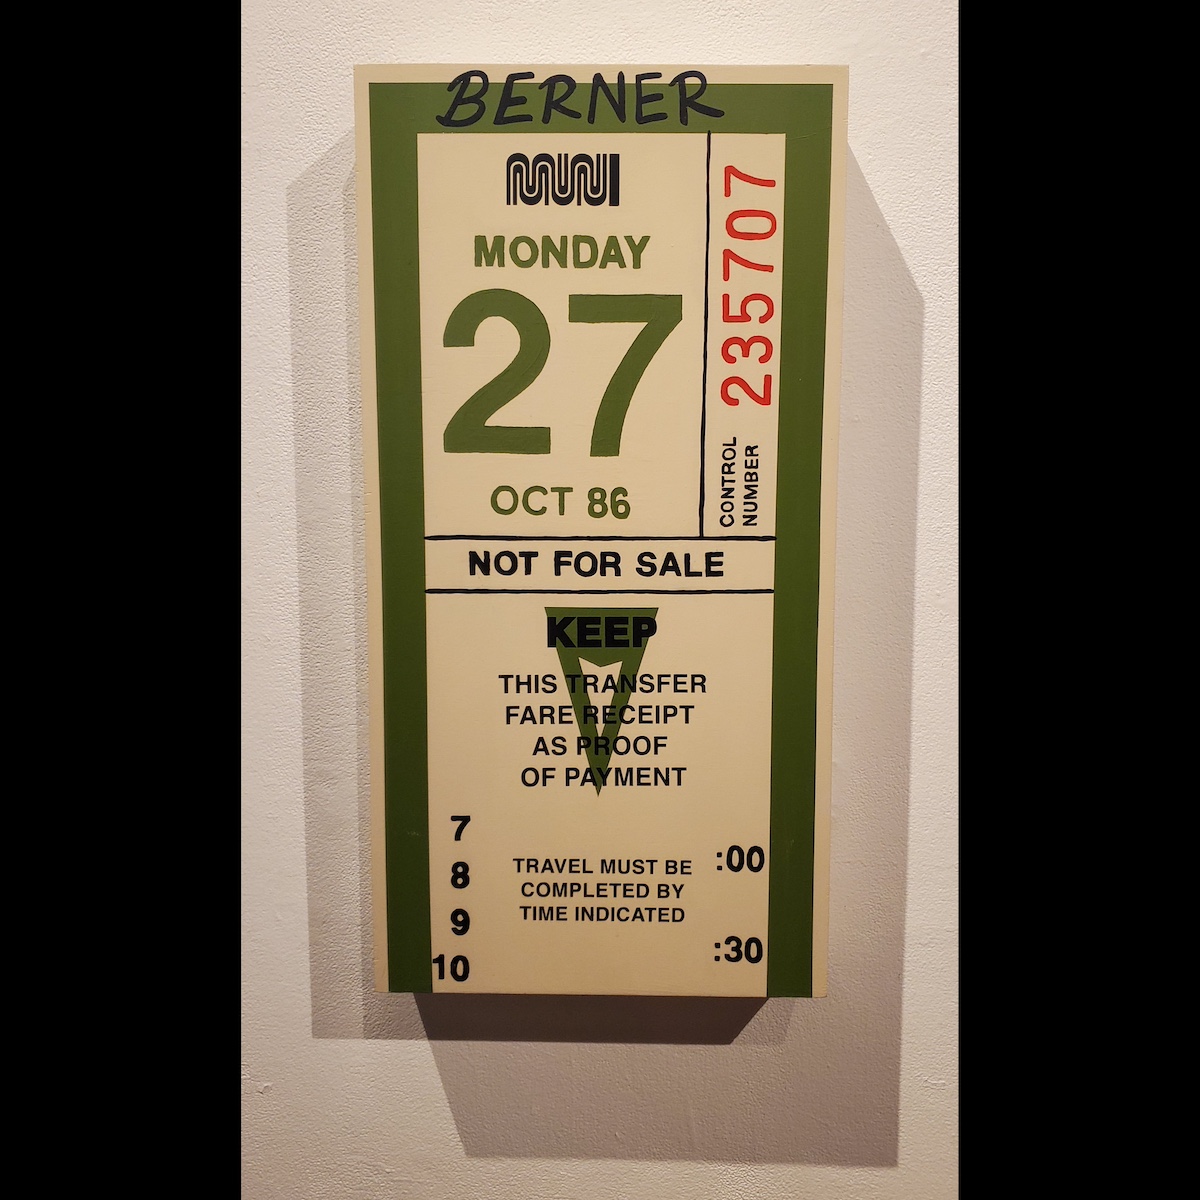 BERNER
MUNI
MONDAY
27
OCT 86
CONTROL
NUMBER
235707
NOT FOR SALE
KEEP
THIS TRANSFER
FARE RECEIPT
AS PROOF
OF PAYMENT
7
8
9
10
TRAVEL MUST BE
COMPLETED BY
TIME INDICATED
:00
:30